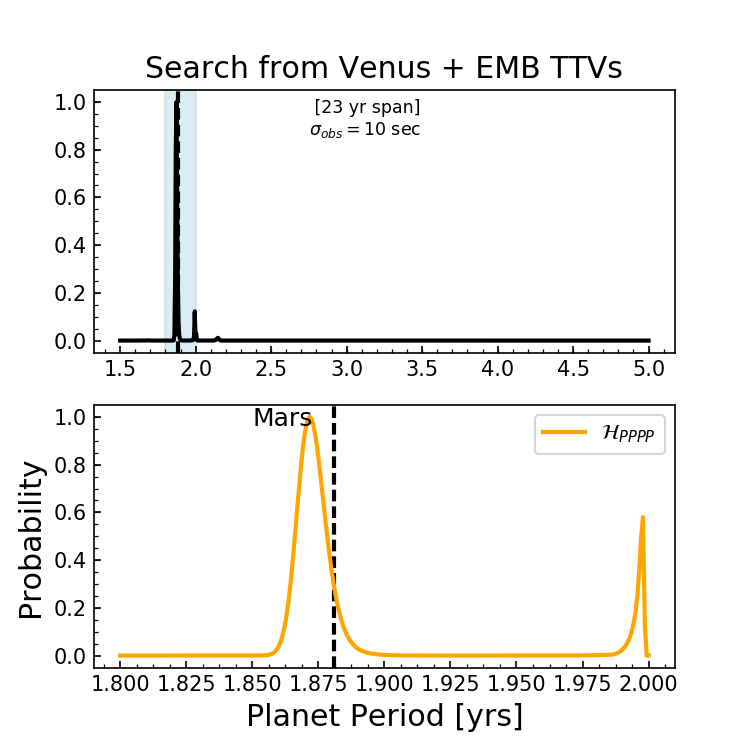 Search from Venus + EMB TTVs
[23 yr span]
σ_obs = 10 sec
1.0
0.8
0.6
0.4
0.2
0.0
1.5 2.0 2.5 3.0 3.5 4.0 4.5 5.0
Mars
ℋ_PPPP
1.0
0.8
0.6
0.4
0.2
0.0
Probability
1.800 1.825 1.850 1.875 1.900 1.925 1.950 1.975 2.000
Planet Period [yrs]